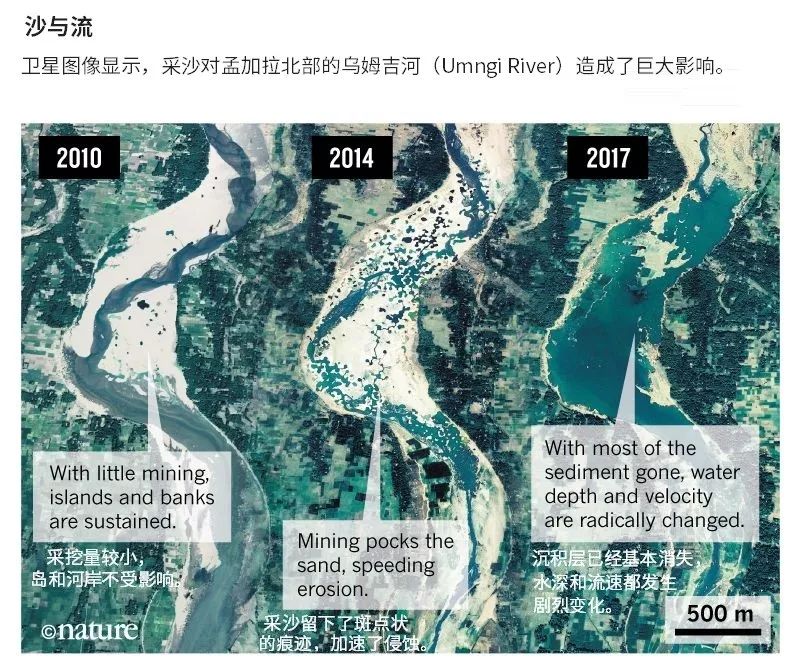 沙与流
卫星图像显示，采沙对孟加拉北部的乌姆吉河（Umngi River）造成了巨大影响。
2010
2014
2017
With little mining,
islands and banks
are sustained.
采挖量较小，
岛和河岸不受影响。
Mining pocks the
sand, speeding
erosion.
采沙留下了斑点状
的痕迹，加速了侵蚀。
With most of the
sediment gone, water
depth and velocity
are radically changed.
沉积层已经基本消失，
水深和流速都发生
剧烈变化。
500 m
©nature